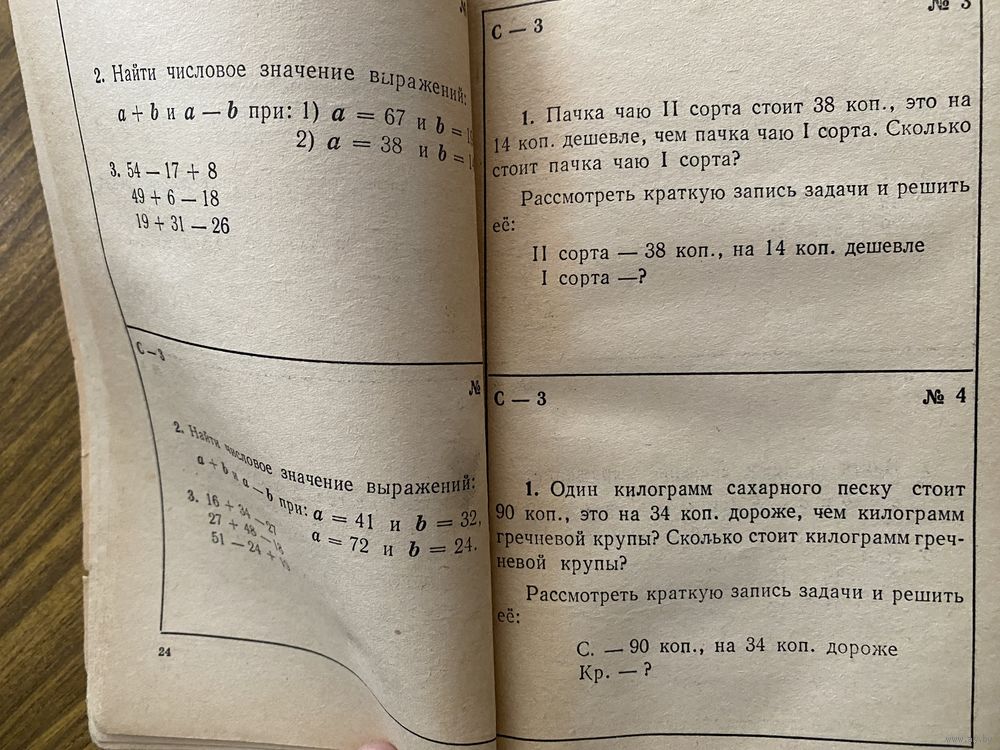 2. Найти числовое значение выражений:
a + b и a — b при: 1) a = 67 и b =
2) a = 38 и b =
3. 54 — 17 + 8
49 + 6 — 18
19 + 31 — 26
С — 3
№
2. Найти числовое значение выражений:
a + b и a — b при: a = 41 и b = 32,
a = 72 и b = 24.
3. 16 + 34 — 27
27 + 48 —
51 — 24 +
24
С — 3
№ 3
1. Пачка чаю II сорта стоит 38 коп., это на
14 коп. дешевле, чем пачка чаю I сорта. Сколько
стоит пачка чаю I сорта?
Рассмотреть краткую запись задачи и решить
её:
II сорта — 38 коп., на 14 коп. дешевле
I сорта —?
С — 3
№ 4
1. Один килограмм сахарного песку стоит
90 коп., это на 34 коп. дороже, чем килограмм
гречневой крупы? Сколько стоит килограмм греч-
невой крупы?
Рассмотреть краткую запись задачи и решить
её:
С. — 90 коп., на 34 коп. дороже
Кр. — ?